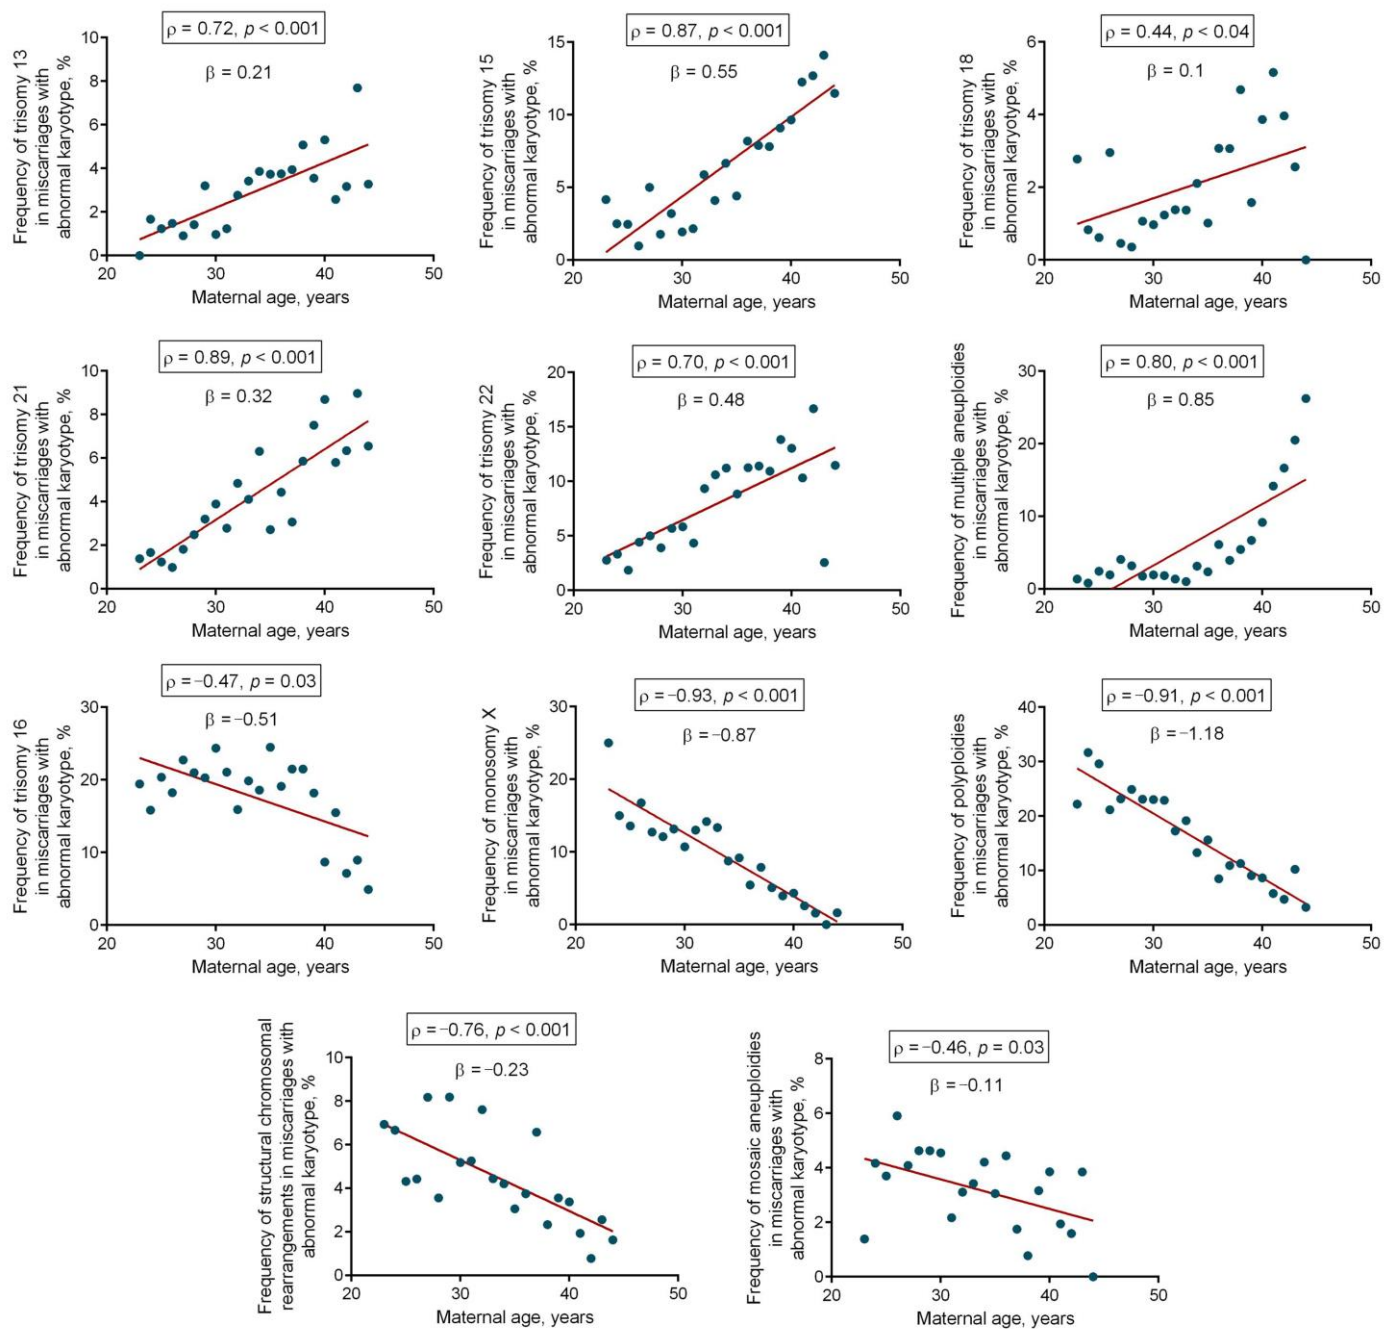 ρ = 0.72, p < 0.001
β = 0.21
Frequency of trisomy 13
in miscarriages with
abnormal karyotype, %
10
8
6
4
2
0
20 30 40 50
Maternal age, years
ρ = 0.87, p < 0.001
β = 0.55
Frequency of trisomy 15
in miscarriages with
abnormal karyotype, %
15
10
5
0
20 30 40 50
Maternal age, years
ρ = 0.44, p < 0.04
β = 0.1
Frequency of trisomy 18
in miscarriages with
abnormal karyotype, %
6
4
2
0
20 30 40 50
Maternal age, years
ρ = 0.89, p < 0.001
β = 0.32
Frequency of trisomy 21
in miscarriages with
abnormal karyotype, %
10
8
6
4
2
0
20 30 40 50
Maternal age, years
ρ = 0.70, p < 0.001
β = 0.48
Frequency of trisomy 22
in miscarriages with
abnormal karyotype, %
20
15
10
5
0
20 30 40 50
Maternal age, years
ρ = 0.80, p < 0.001
β = 0.85
Frequency of multiple aneuploidies
in miscarriages with
abnormal karyotype, %
30
20
10
0
20 30 40 50
Maternal age, years
ρ = −0.47, p = 0.03
β = −0.51
Frequency of trisomy 16
in miscarriages with
abnormal karyotype, %
30
20
10
0
20 30 40 50
Maternal age, years
ρ = −0.93, p < 0.001
β = −0.87
Frequency of monosomy X
in miscarriages with
abnormal karyotype, %
30
20
10
0
20 30 40 50
Maternal age, years
ρ = −0.91, p < 0.001
β = −1.18
Frequency of polyploidies
in miscarriages with
abnormal karyotype, %
40
30
20
10
0
20 30 40 50
Maternal age, years
ρ = −0.76, p < 0.001
β = −0.23
Frequency of structural chromosomal
rearrangements in miscarriages with
abnormal karyotype, %
10
8
6
4
2
0
20 30 40 50
Maternal age, years
ρ = −0.46, p = 0.03
β = −0.11
Frequency of mosaic aneuploidies
in miscarriages with
abnormal karyotype, %
8
6
4
2
0
20 30 40 50
Maternal age, years